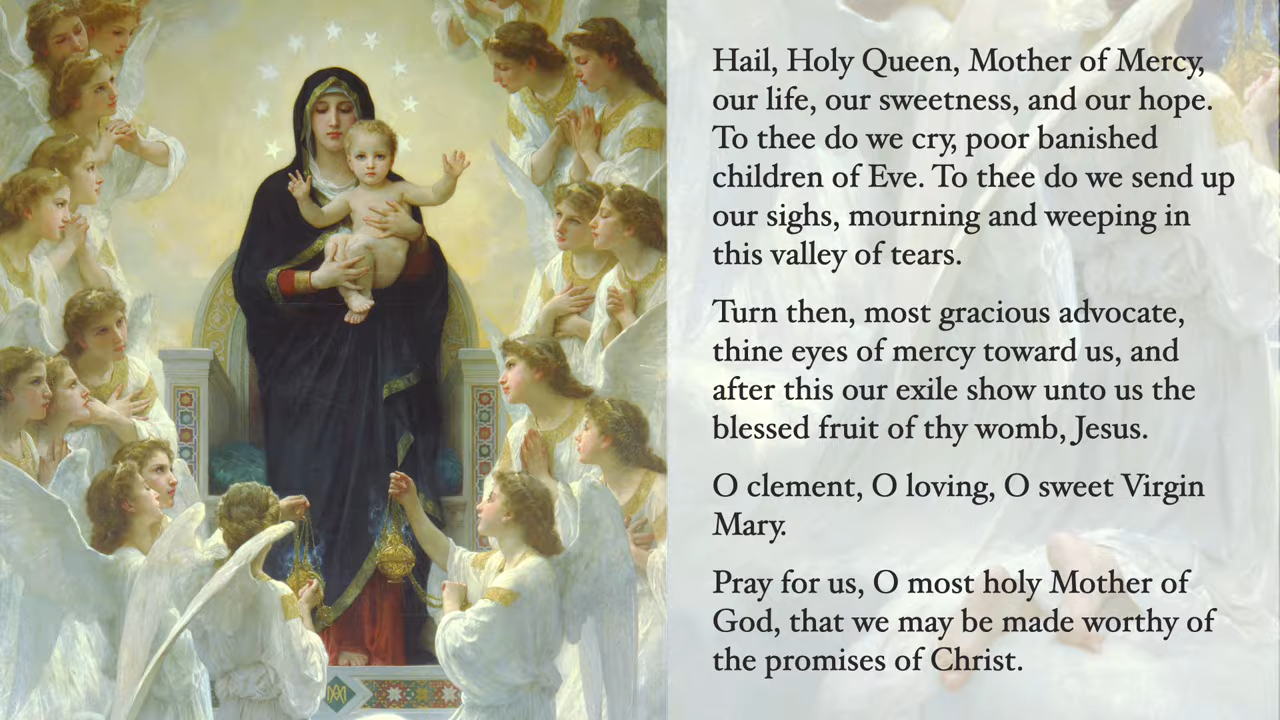 Hail, Holy Queen, Mother of Mercy,
our life, our sweetness, and our hope.
To thee do we cry, poor banished
children of Eve. To thee do we send up
our sighs, mourning and weeping in
this valley of tears.
Turn then, most gracious advocate,
thine eyes of mercy toward us, and
after this our exile show unto us the
blessed fruit of thy womb, Jesus.
O clement, O loving, O sweet Virgin
Mary.
Pray for us, O most holy Mother of
God, that we may be made worthy of
the promises of Christ.